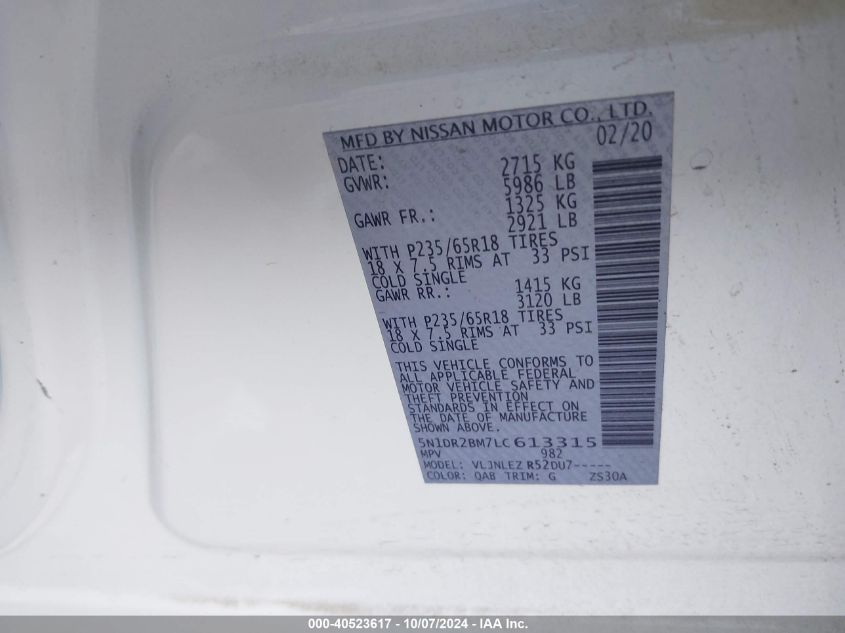 MFD BY NISSAN MOTOR CO., LTD.
DATE: 02/20
GVWR: 2715 KG
5986 LB
GAWR FR.: 1325 KG
2921 LB
WITH P235/65R18 TIRES
18 X 7.5 RIMS AT 33 PSI
COLD SINGLE
GAWR RR.: 1415 KG
3120 LB
WITH P235/65R18 TIRES
18 X 7.5 RIMS AT 33 PSI
COLD SINGLE
THIS VEHICLE CONFORMS TO
ALL APPLICABLE FEDERAL
MOTOR VEHICLE SAFETY AND
THEFT PREVENTION
STANDARDS IN EFFECT ON
THE DATE OF MANUFACTURE
SHOWN ABOVE.
5N1DR2BM7LC613315
MPV 982
MODEL: VLJNLEZ R52DU7-----
COLOR: QAB TRIM: G ZS30A
000-40523617 - 10/07/2024 - IAA Inc.